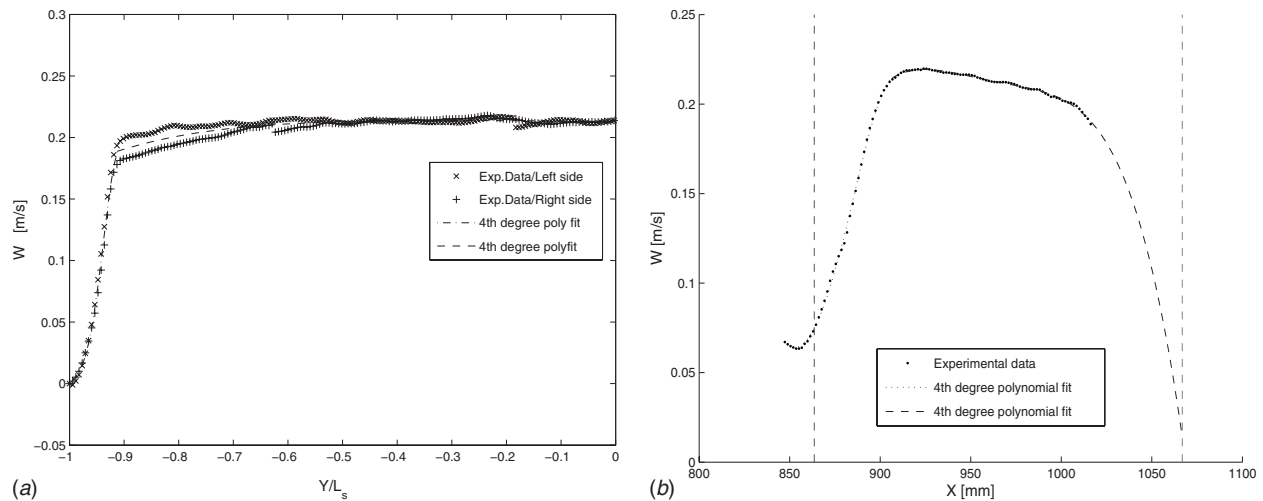 0.3
0.25
0.2
0.15
0.1
0.05
0
−0.05
W [m/s]
−1 −0.9 −0.8 −0.7 −0.6 −0.5 −0.4 −0.3 −0.2 −0.1 0
Y/Ls
Exp.Data/Left side
Exp.Data/Right side
4th degree poly fit
4th degree polyfit
(a)
0.25
0.2
0.15
0.1
0.05
0
W [m/s]
800 850 900 950 1000 1050 1100
X [mm]
Experimental data
4th degree polynomial fit
4th degree polynomial fit
(b)